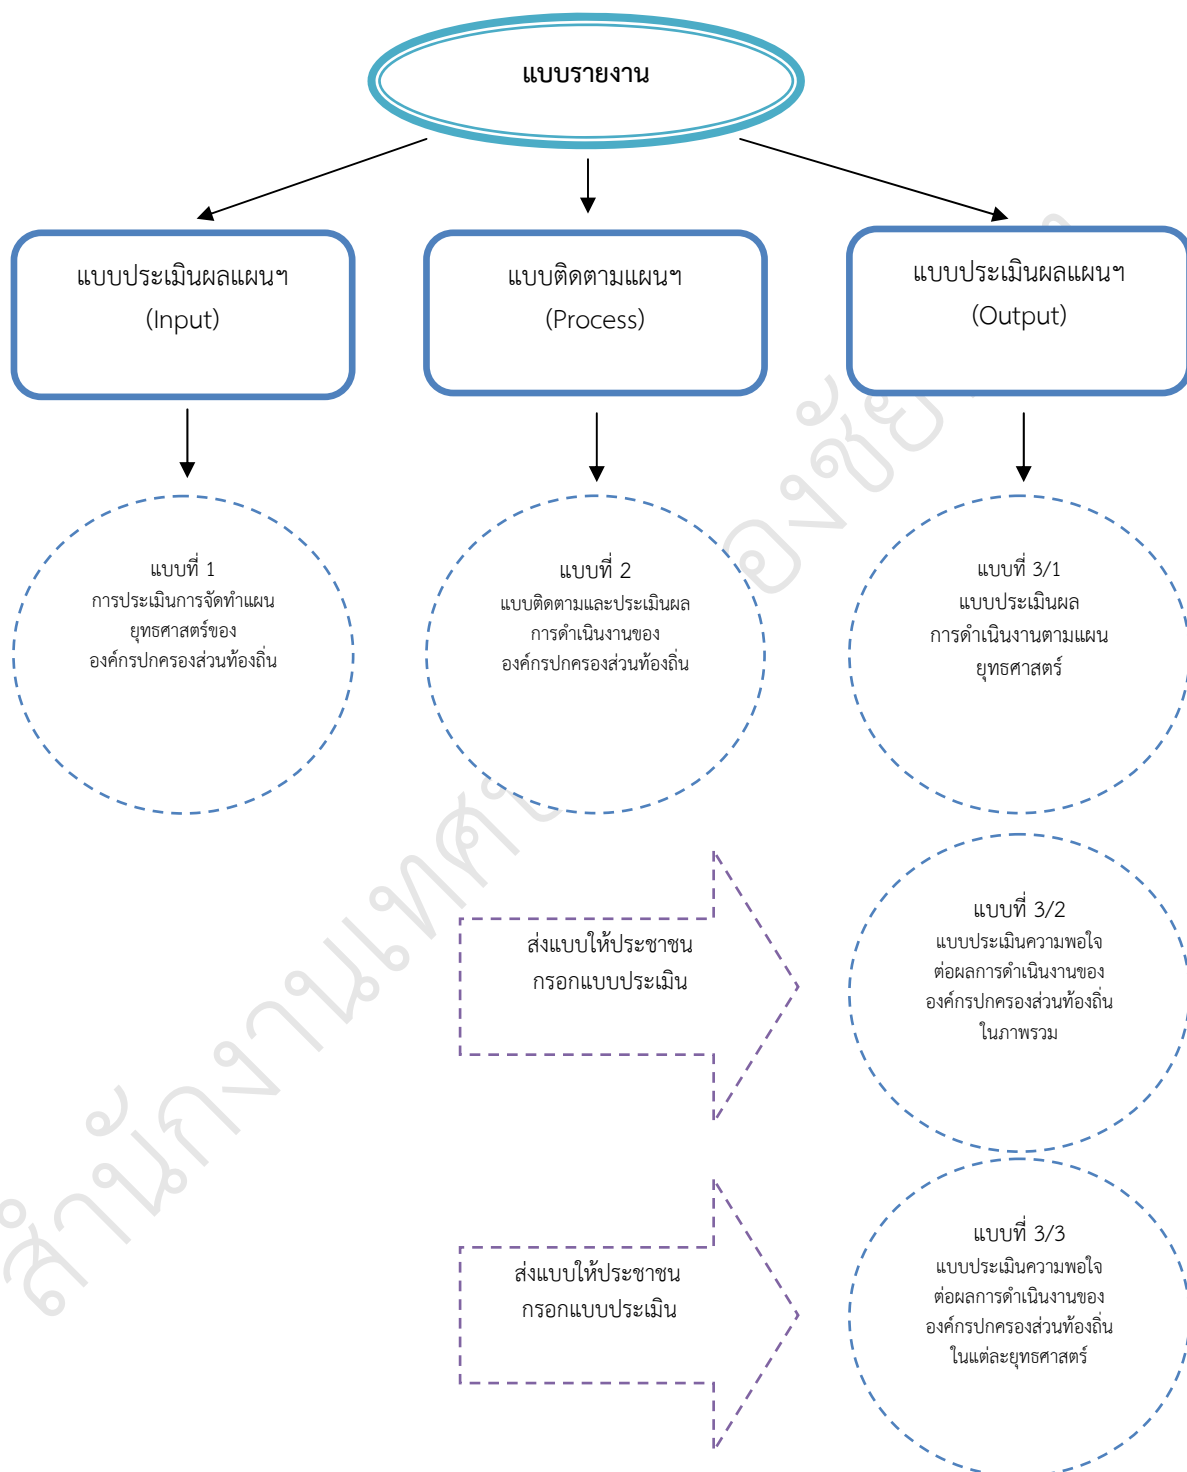 แบบรายงาน
แบบประเมินผลแผนฯ
(Input)
แบบติดตามแผนฯ
(Process)
แบบประเมินผลแผนฯ
(Output)
แบบที่ 1
การประเมินการจัดทำแผน
ยุทธศาสตร์ของ
องค์กรปกครองส่วนท้องถิ่น
แบบที่ 2
แบบติดตามและประเมินผล
การดำเนินงานของ
องค์กรปกครองส่วนท้องถิ่น
แบบที่ 3/1
แบบประเมินผล
การดำเนินงานตามแผน
ยุทธศาสตร์
ส่งแบบให้ประชาชน
กรอกแบบประเมิน
แบบที่ 3/2
แบบประเมินความพอใจ
ต่อผลการดำเนินงานของ
องค์กรปกครองส่วนท้องถิ่น
ในภาพรวม
ส่งแบบให้ประชาชน
กรอกแบบประเมิน
แบบที่ 3/3
แบบประเมินความพอใจ
ต่อผลการดำเนินงานของ
องค์กรปกครองส่วนท้องถิ่น
ในแต่ละยุทธศาสตร์
สำนักงานเทศ